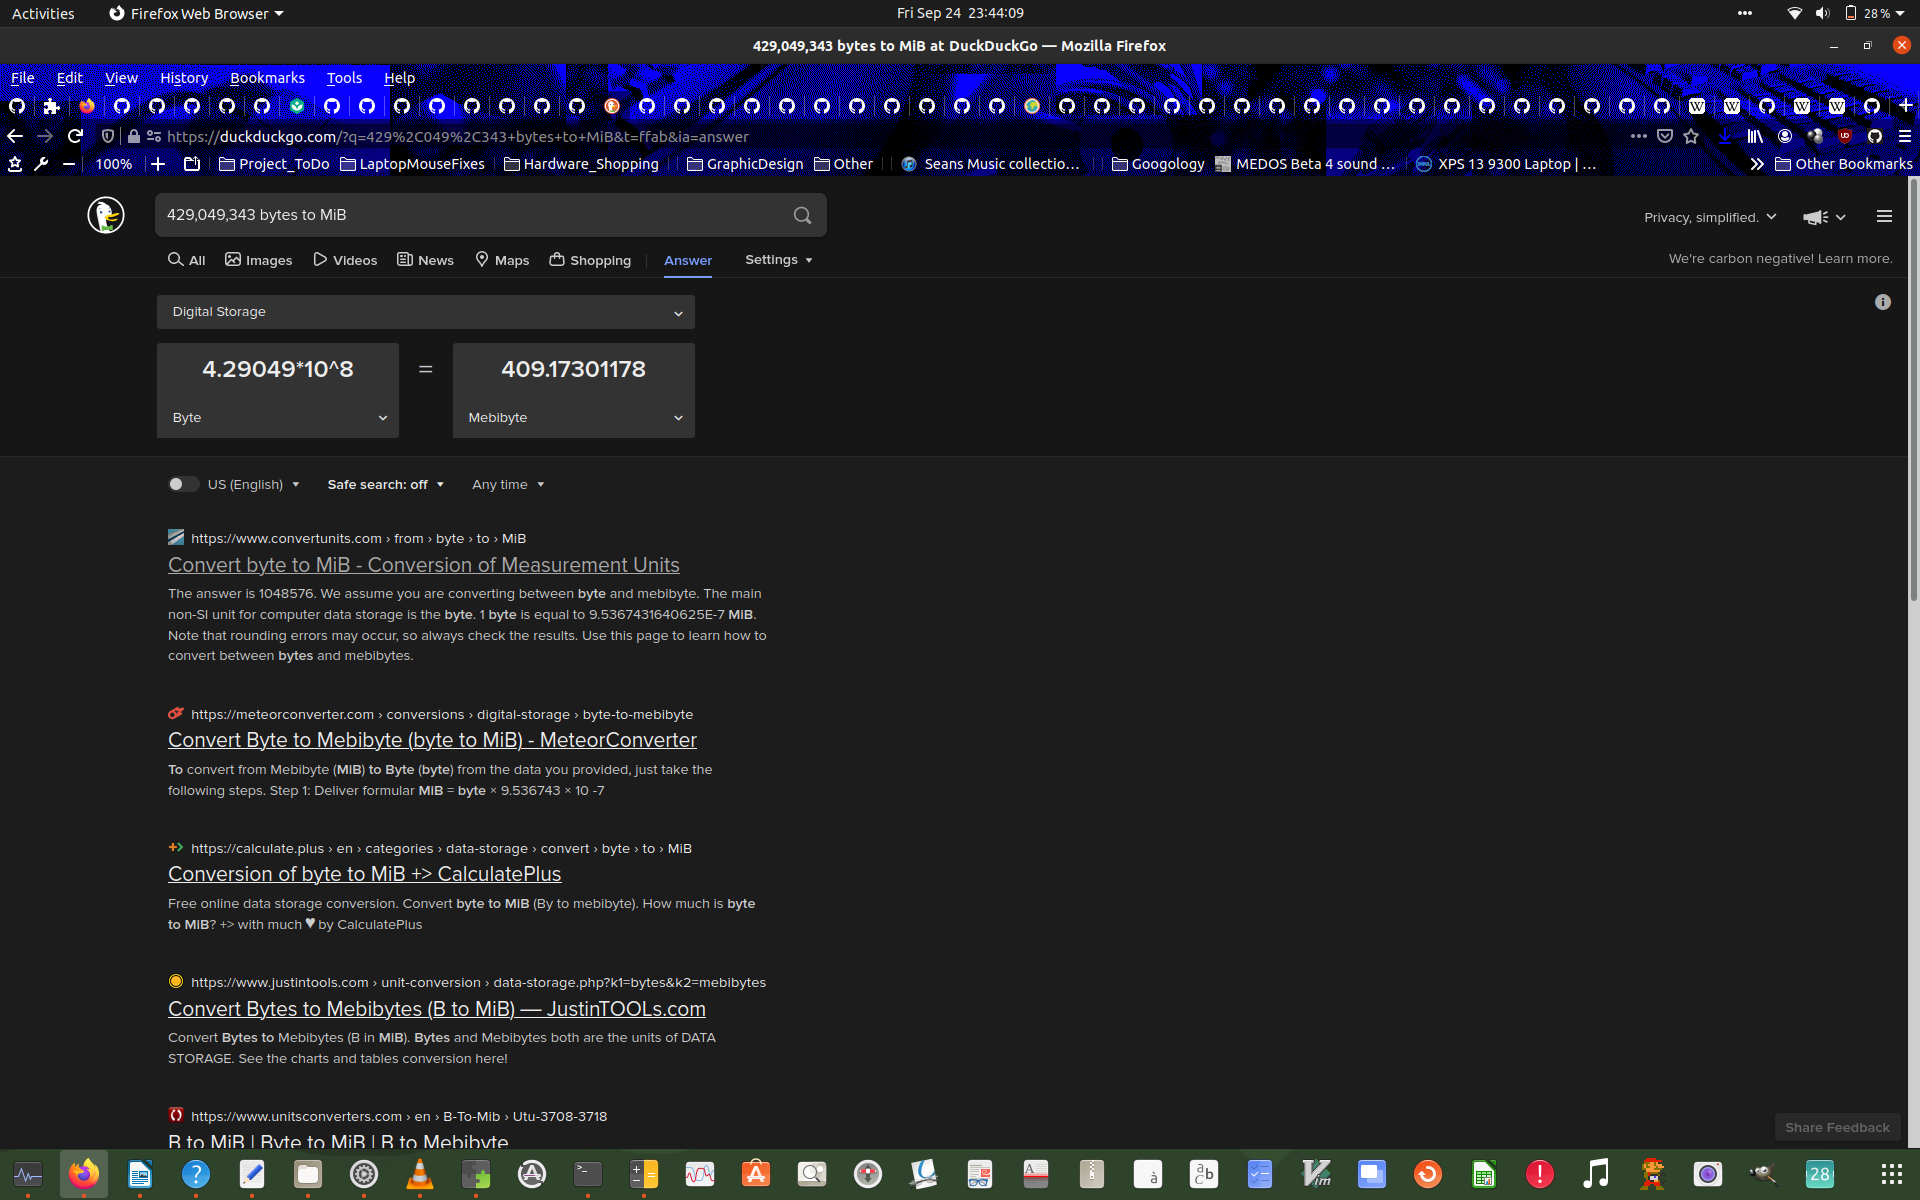 Activities
Firefox Web Browser
Fri Sep 24 23:44:09
28 %
429,049,343 bytes to MiB at DuckDuckGo — Mozilla Firefox
File Edit View History Bookmarks Tools Help
https://duckduckgo.com/?q=429%2C049%2C343+bytes+to+MiB&t=ffab&ia=answer
100% Project_ToDo LaptopMouseFixes Hardware_Shopping GraphicDesign Other Seans Music collectio… Googology MEDOS Beta 4 sound … XPS 13 9300 Laptop | … Other Bookmarks
429,049,343 bytes to MiB
Privacy, simplified.
All Images Videos News Maps Shopping Answer Settings
We're carbon negative! Learn more.
Digital Storage
4.29049*10^8 = 409.17301178
Byte Mebibyte
US (English) Safe search: off Any time
https://www.convertunits.com › from › byte › to › MiB
Convert byte to MiB - Conversion of Measurement Units
The answer is 1048576. We assume you are converting between byte and mebibyte. The main
non-SI unit for computer data storage is the byte. 1 byte is equal to 9.5367431640625E-7 MiB.
Note that rounding errors may occur, so always check the results. Use this page to learn how to
convert between bytes and mebibytes.
https://meteorconverter.com › conversions › digital-storage › byte-to-mebibyte
Convert Byte to Mebibyte (byte to MiB) - MeteorConverter
To convert from Mebibyte (MiB) to Byte (byte) from the data you provided, just take the
following steps. Step 1: Deliver formular MiB = byte × 9.536743 × 10 -7
https://calculate.plus › en › categories › data-storage › convert › byte › to › MiB
Conversion of byte to MiB +> CalculatePlus
Free online data storage conversion. Convert byte to MiB (By to mebibyte). How much is byte
to MiB? +> with much ♥ by CalculatePlus
https://www.justintools.com › unit-conversion › data-storage.php?k1=bytes&k2=mebibytes
Convert Bytes to Mebibytes (B to MiB) — JustinTOOLs.com
Convert Bytes to Mebibytes (B in MiB). Bytes and Mebibytes both are the units of DATA
STORAGE. See the charts and tables conversion here!
https://www.unitsconverters.com › en › B-To-Mib › Utu-3708-3718
B to MiB | Byte to MiB | B to Mebibyte
Share Feedback
28